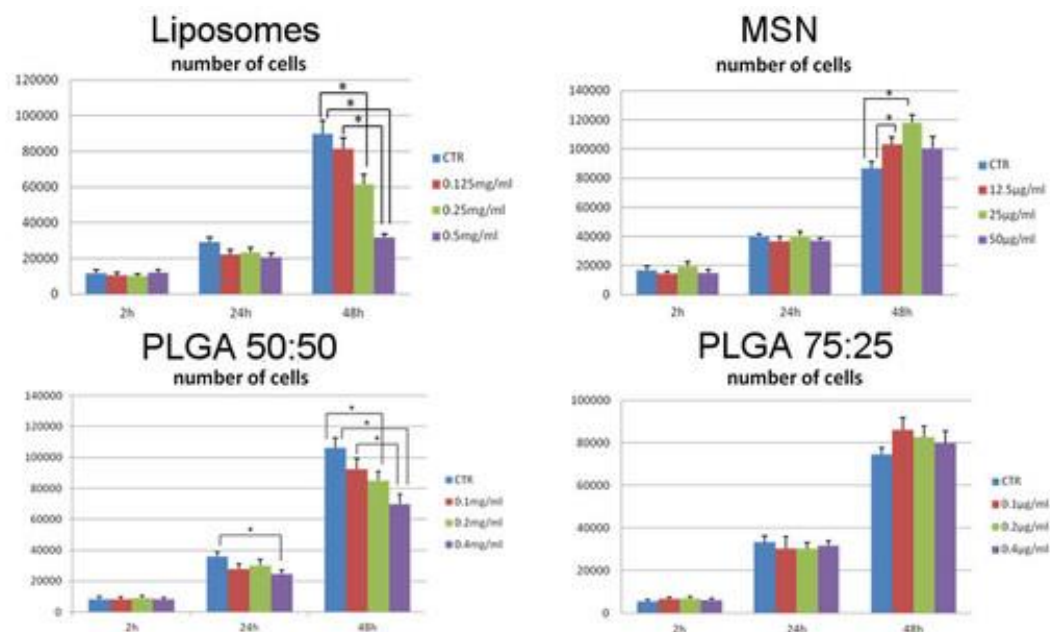 Liposomes
number of cells
120000
100000
80000
60000
40000
20000
0
2h 24h 48h
* * *
CTR
0.125mg/ml
0.25mg/ml
0.5mg/ml
MSN
number of cells
140000
120000
100000
80000
60000
40000
20000
0
2h 24h 48h
* *
CTR
12.5µg/ml
25µg/ml
50µg/ml
PLGA 50:50
number of cells
140000
120000
100000
80000
60000
40000
20000
0
2h 24h 48h
* * * *
CTR
0.1mg/ml
0.2mg/ml
0.4mg/ml
PLGA 75:25
number of cells
100000
80000
60000
40000
20000
0
2h 24h 48h
CTR
0.1µg/ml
0.2µg/ml
0.4µg/ml